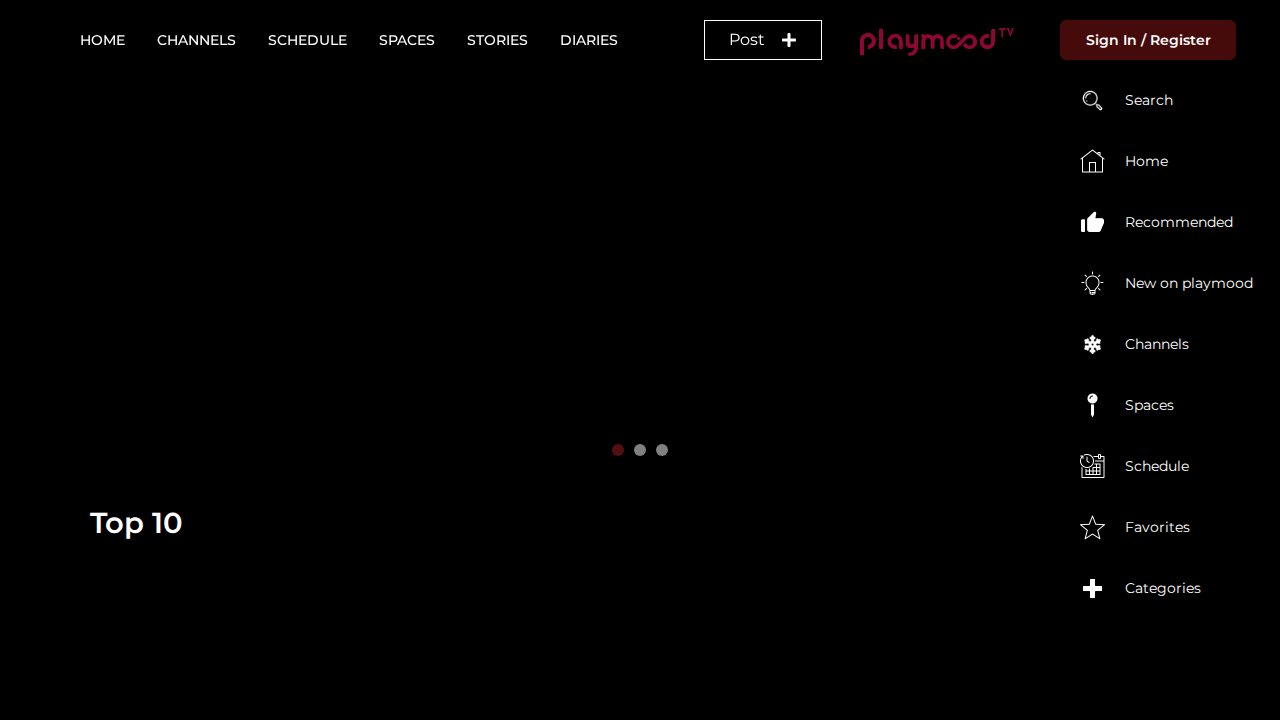 HOME CHANNELS SCHEDULE SPACES STORIES DIARIES Post playmood TV Sign In / Register
Search
Home
Recommended
New on playmood
Channels
Spaces
Schedule
Top 10
Favorites
Categories